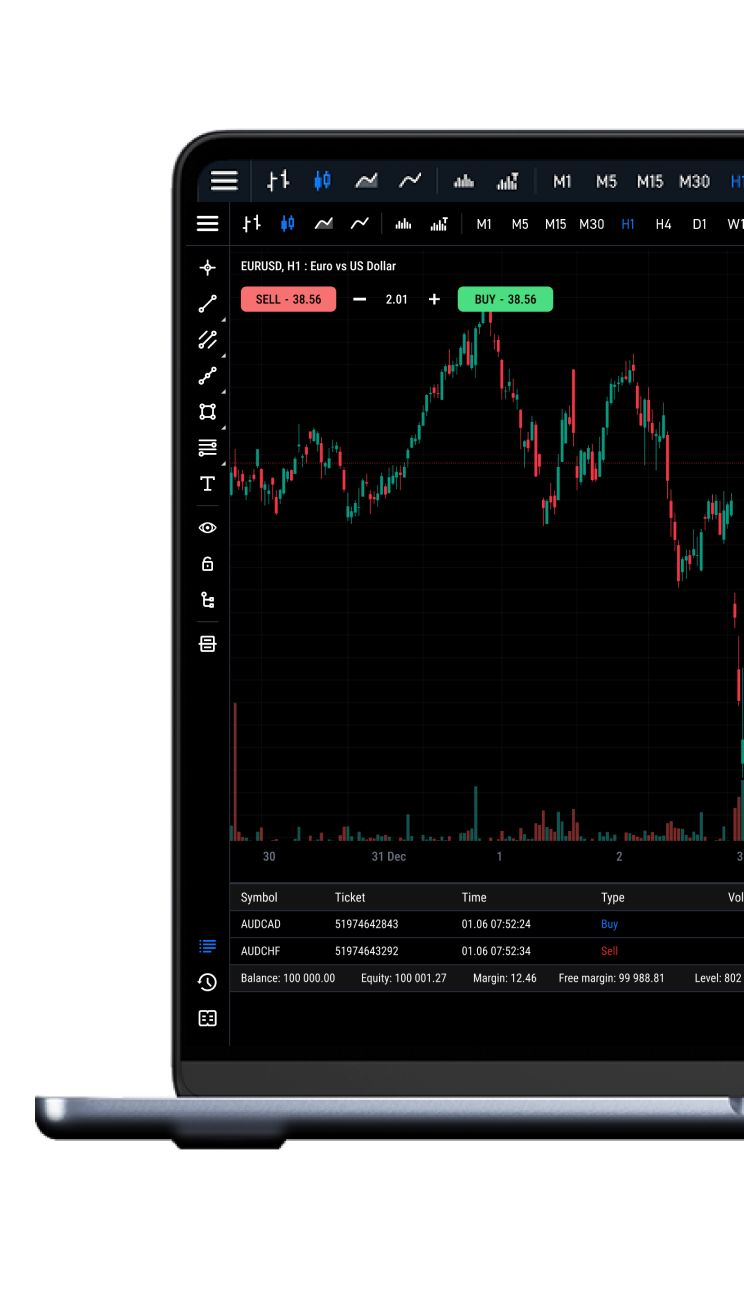 M1 M5 M15 M30 H1
M1 M5 M15 M30 H1 H4 D1 W1
EURUSD, H1 : Euro vs US Dollar
SELL - 38.56 2.01 BUY - 38.56
T
30 31 Dec 1 2 3
Symbol Ticket Time Type Vol
AUDCAD 51974642843 01.06 07:52:24 Buy
AUDCHF 51974643292 01.06 07:52:34 Sell
Balance: 100 000.00 Equity: 100 001.27 Margin: 12.46 Free margin: 99 988.81 Level: 802